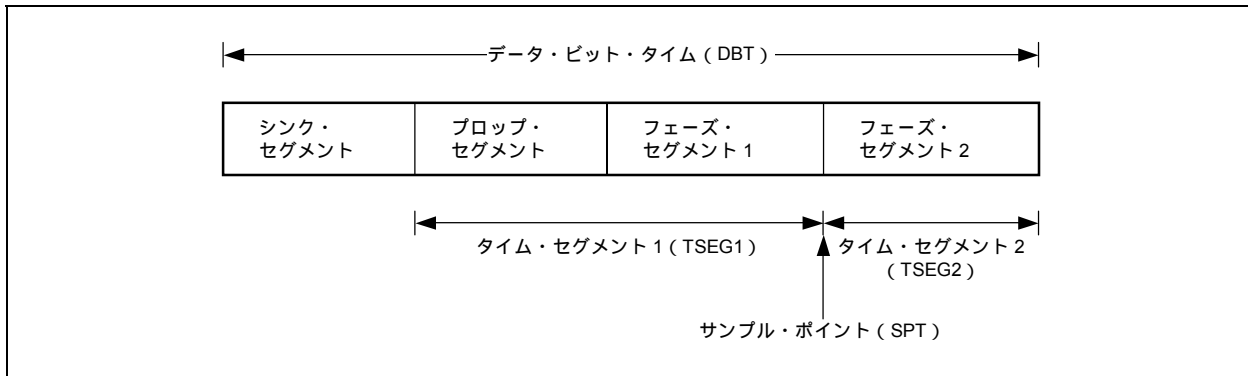 データ・ビット・タイム（DBT）
シンク・
セグメント
プロップ・
セグメント
フェーズ・
セグメント1
フェーズ・
セグメント2
タイム・セグメント1（TSEG1）
タイム・セグメント2
（TSEG2）
サンプル・ポイント（SPT）